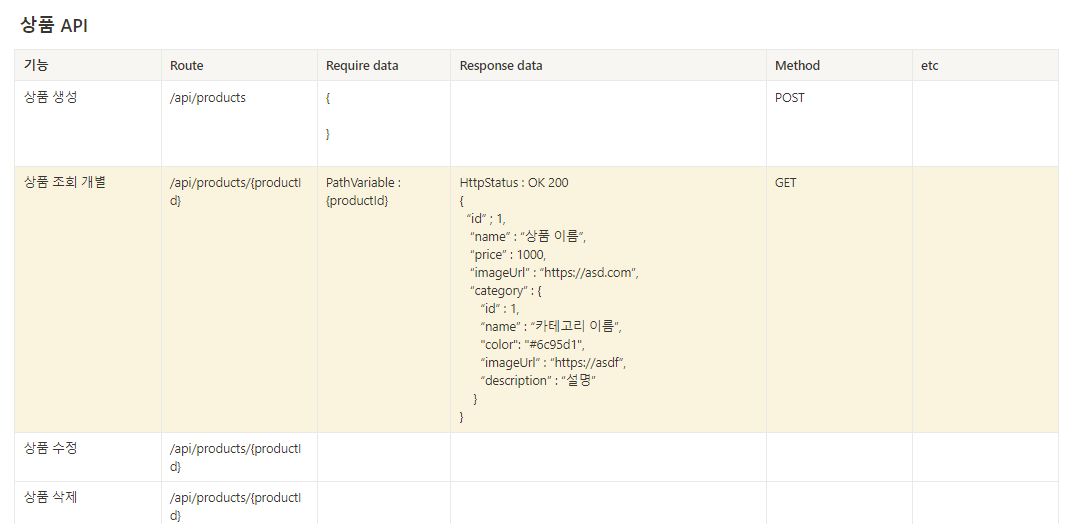 상품 API
기능 Route Require data Response data Method etc
상품 생성 /api/products { POST
}
상품 조회 개별 /api/products/{productI PathVariable : HttpStatus : OK 200 GET
d} {productId} {
“id” ; 1,
“name” : “상품 이름”,
“price” : 1000,
“imageUrl” : “https://asd.com”,
“category” : {
“id” : 1,
“name” : “카테고리 이름”,
"color": "#6c95d1",
“imageUrl” : “https://asdf”,
“description” : “설명”
}
}
상품 수정 /api/products/{productI
d}
상품 삭제 /api/products/{productI
d}